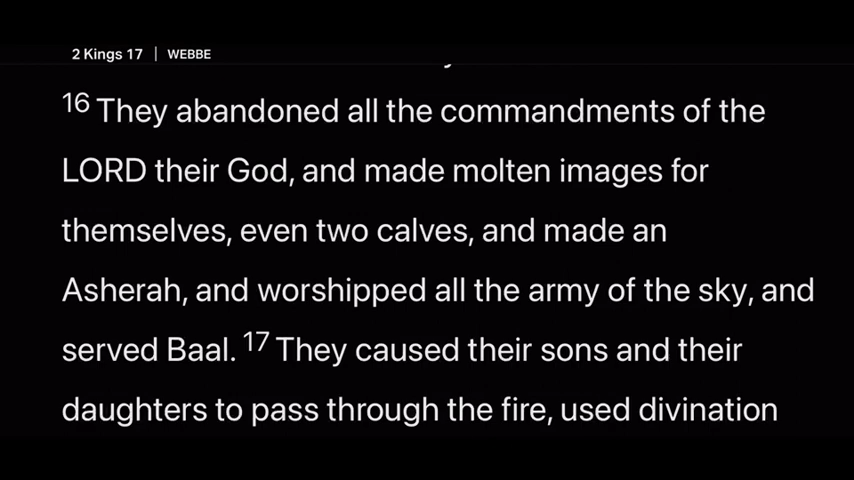 2 Kings 17 | WEBBE
16 They abandoned all the commandments of the
LORD their God, and made molten images for
themselves, even two calves, and made an
Asherah, and worshipped all the army of the sky, and
served Baal. 17 They caused their sons and their
daughters to pass through the fire, used divination